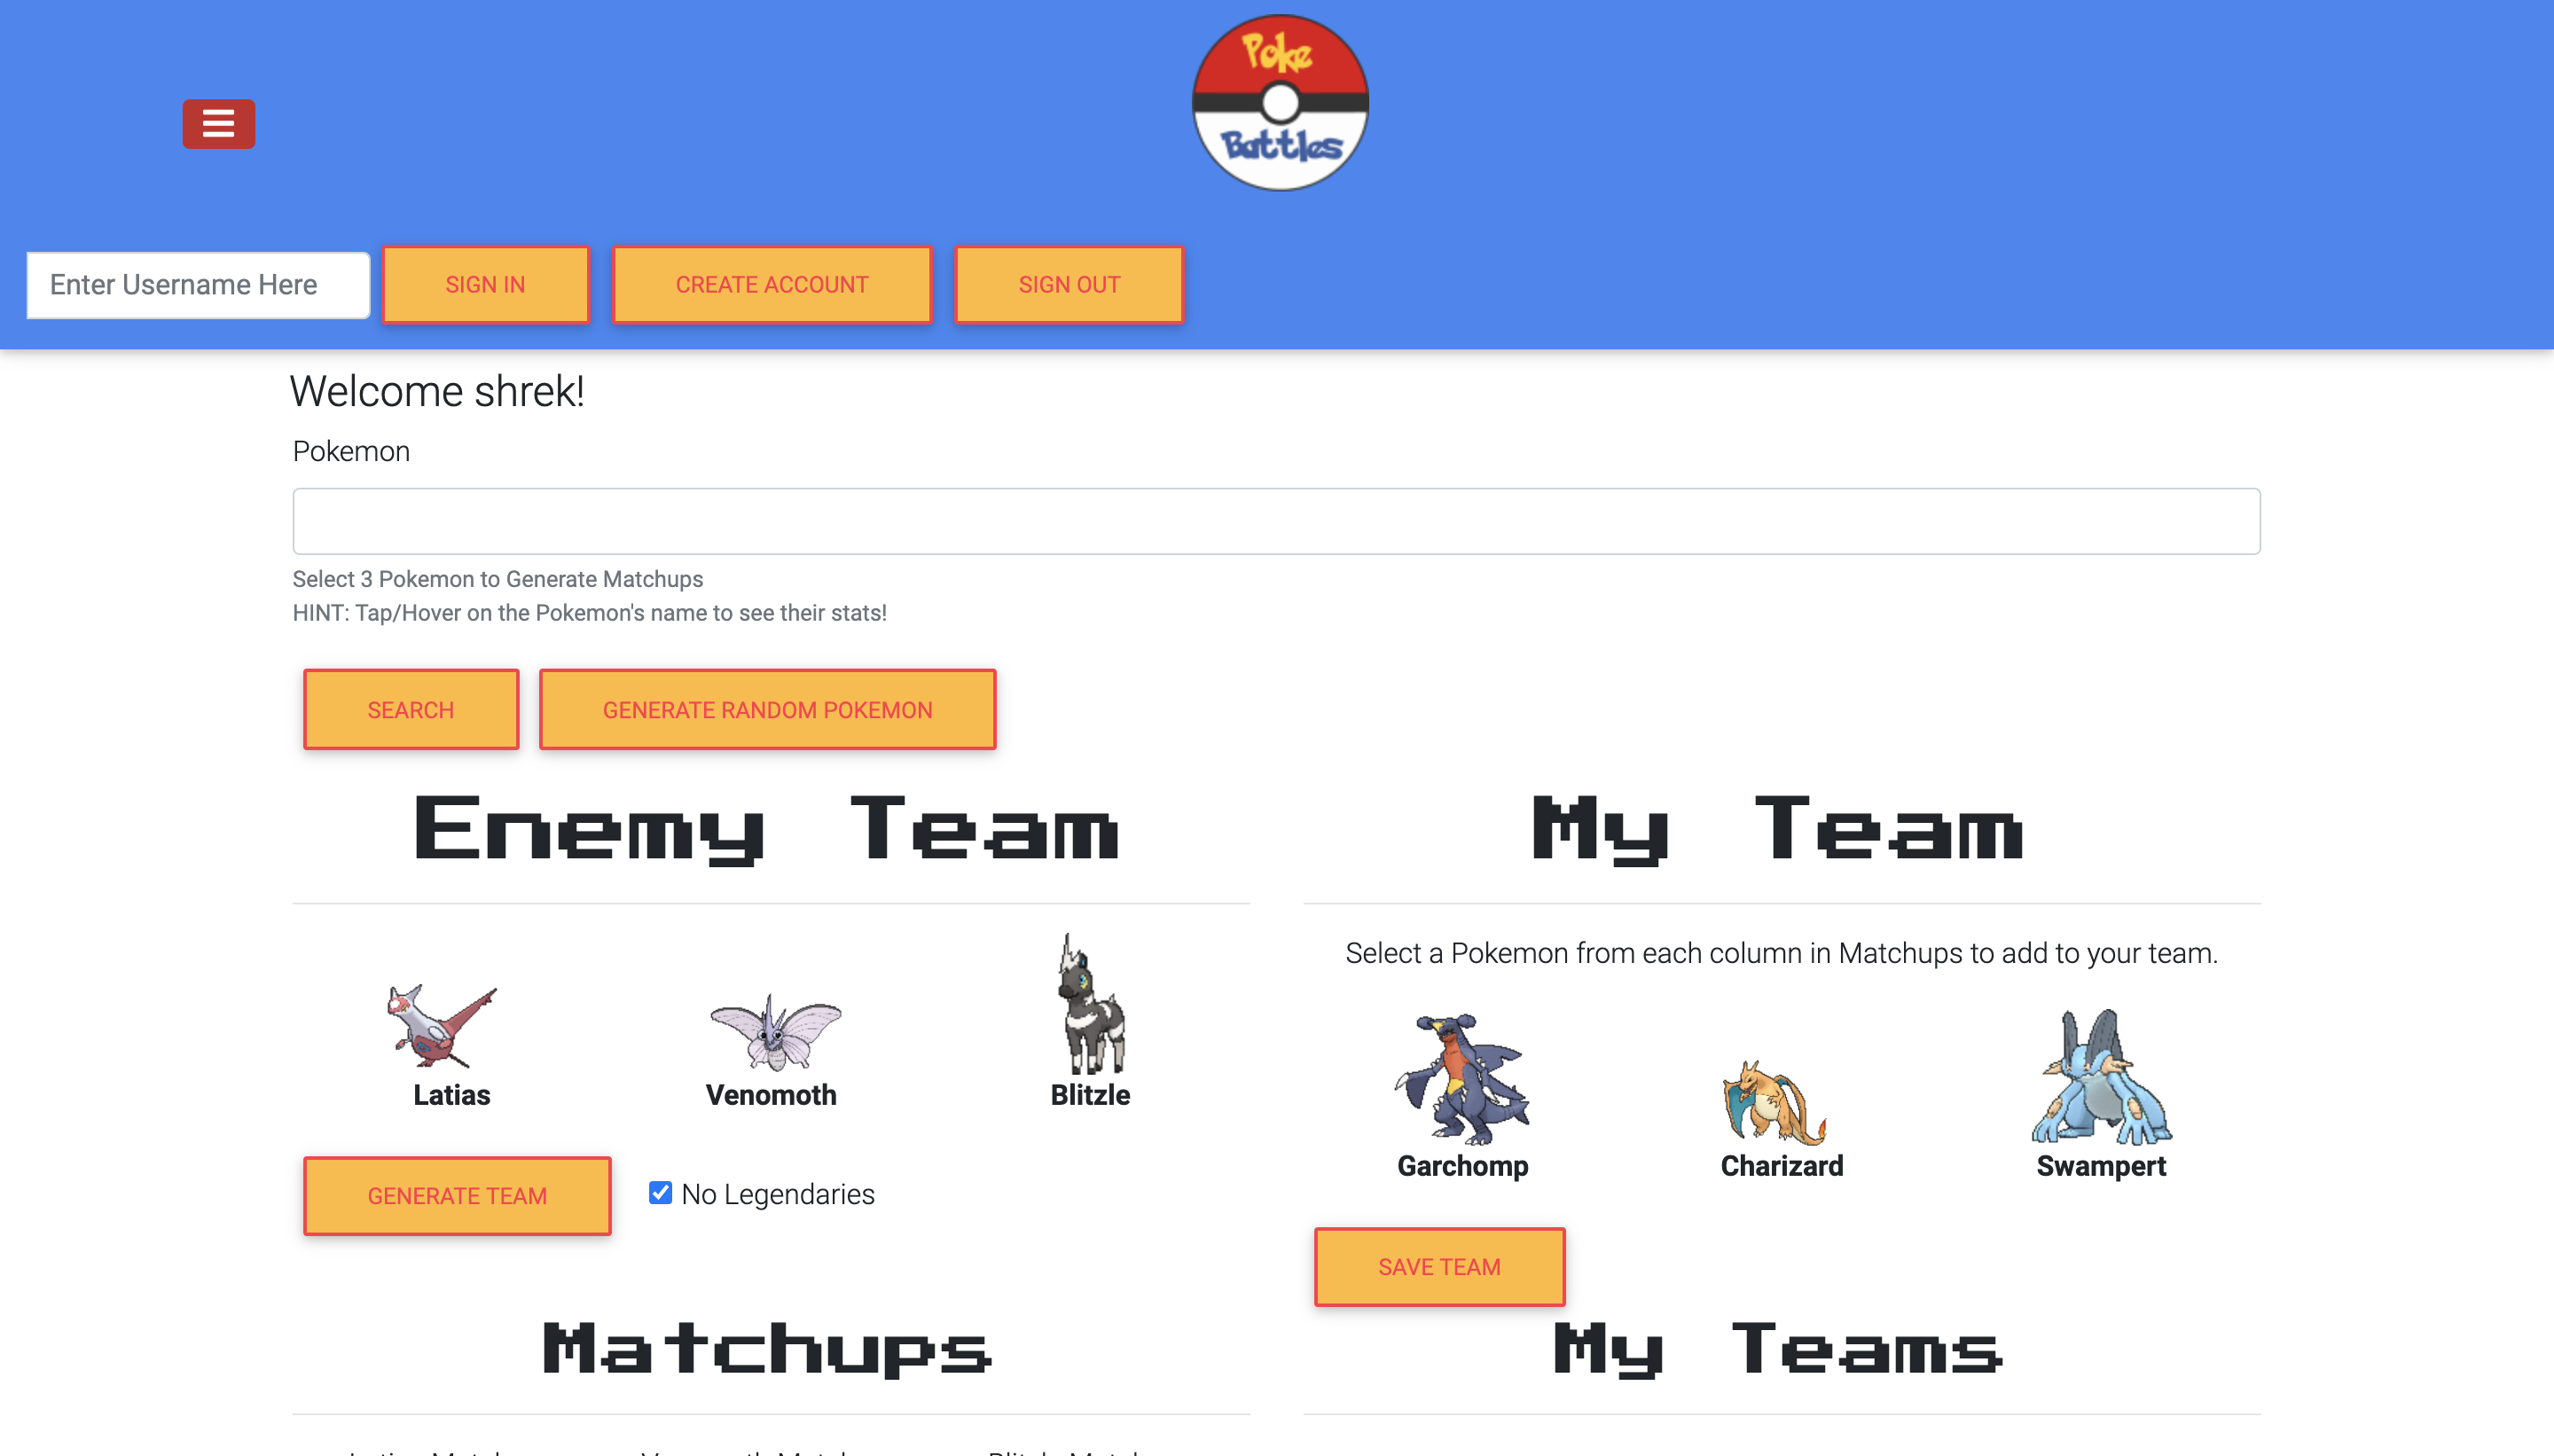 Poke
Battles
Enter Username Here
SIGN IN
CREATE ACCOUNT
SIGN OUT
Welcome shrek!
Pokemon
Select 3 Pokemon to Generate Matchups
HINT: Tap/Hover on the Pokemon's name to see their stats!
SEARCH
GENERATE RANDOM POKEMON
Enemy Team
Latias
Venomoth
Blitzle
GENERATE TEAM
No Legendaries
My Team
Select a Pokemon from each column in Matchups to add to your team.
Garchomp
Charizard
Swampert
SAVE TEAM
Matchups
My Teams